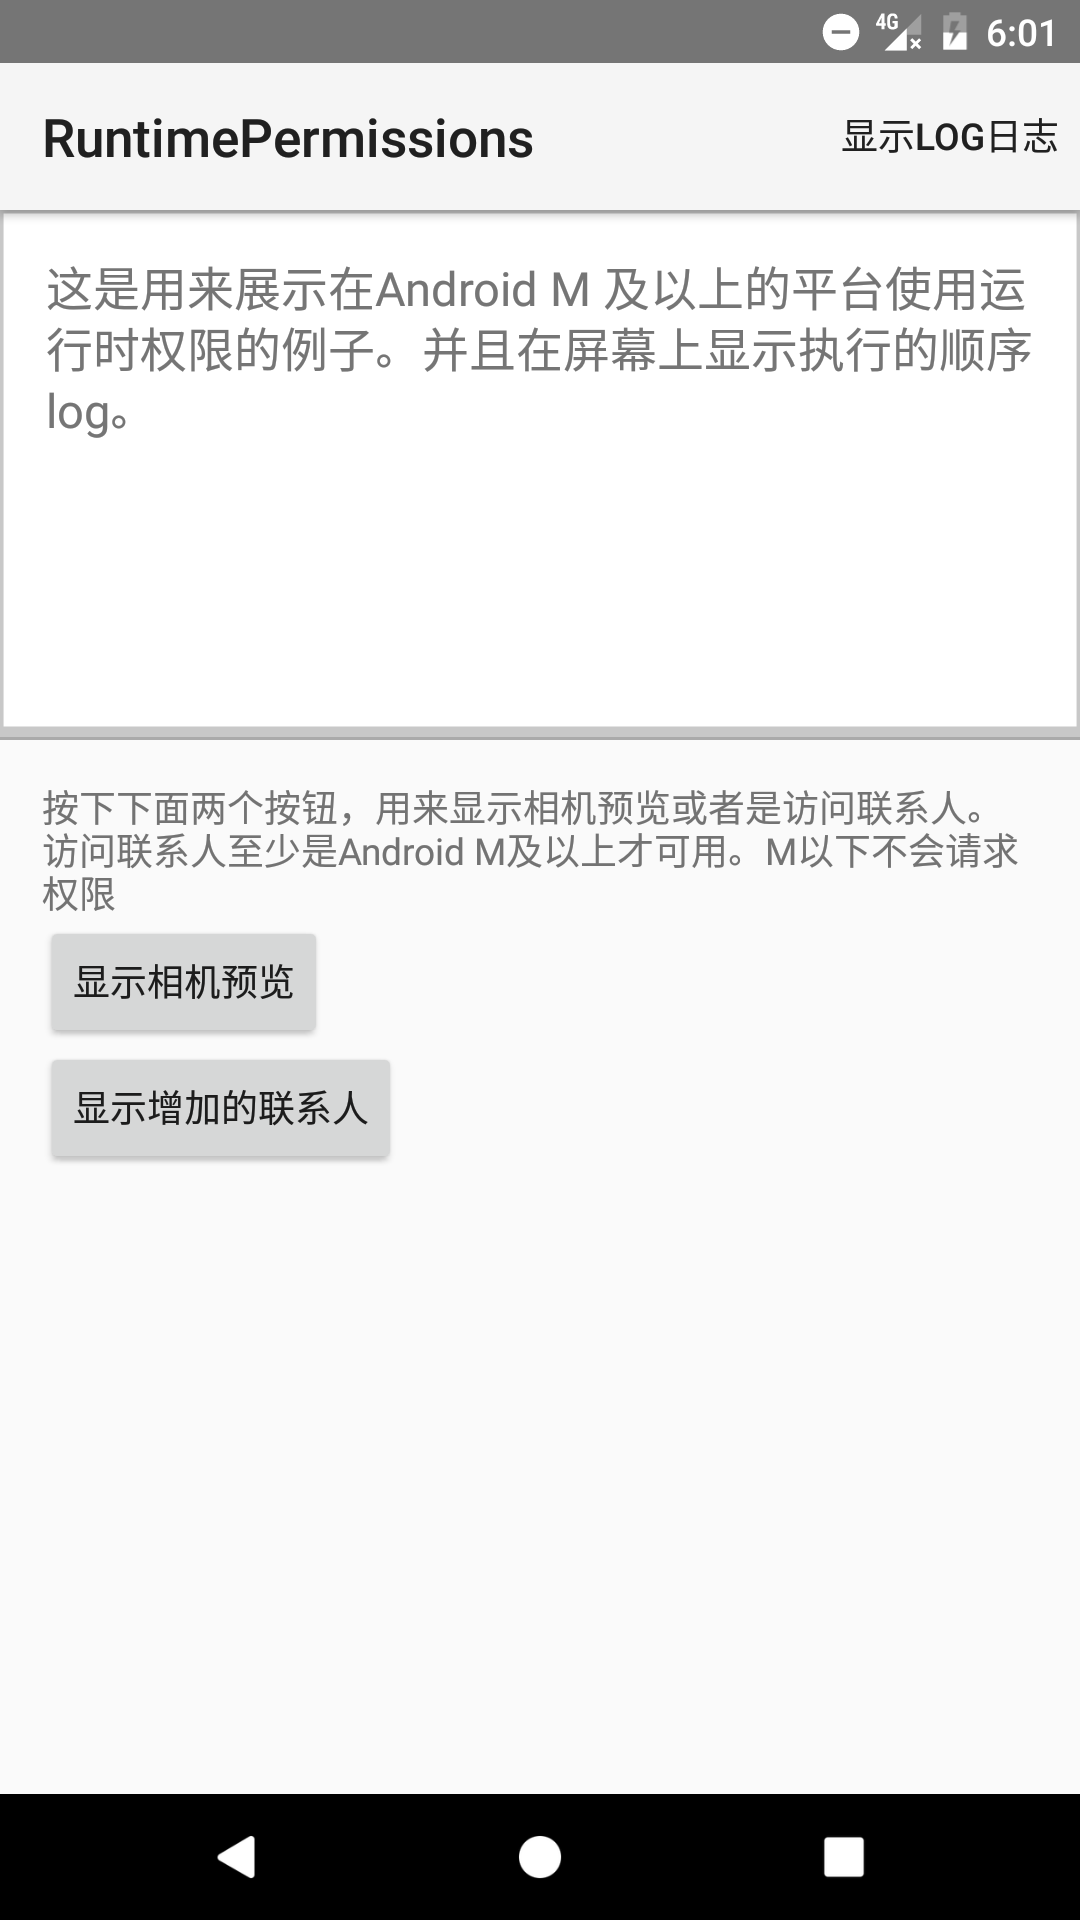 4G 6:01
RuntimePermissions 显示LOG日志
这是用来展示在Android M 及以上的平台使用运
行时权限的例子。并且在屏幕上显示执行的顺序
log。
按下下面两个按钮，用来显示相机预览或者是访问联系人。
访问联系人至少是Android M及以上才可用。M以下不会请求
权限
显示相机预览
显示增加的联系人